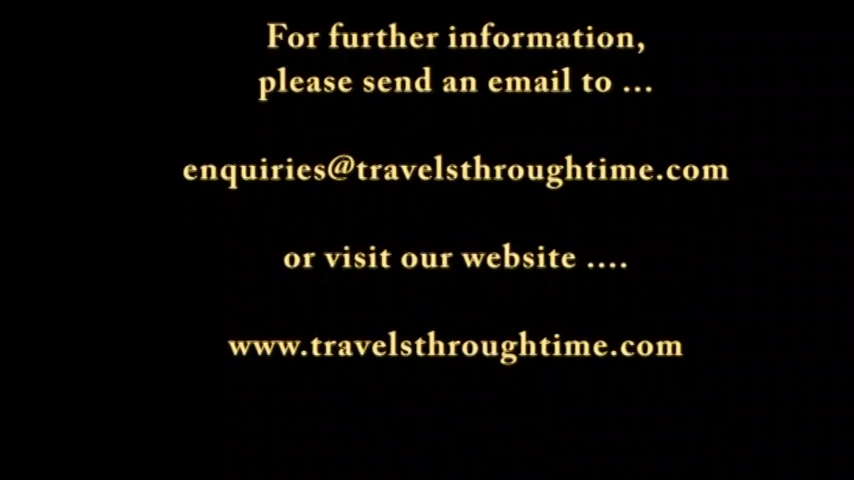 For further information,
please send an email to ...
enquiries@travelsthroughtime.com
or visit our website ....
www.travelsthroughtime.com